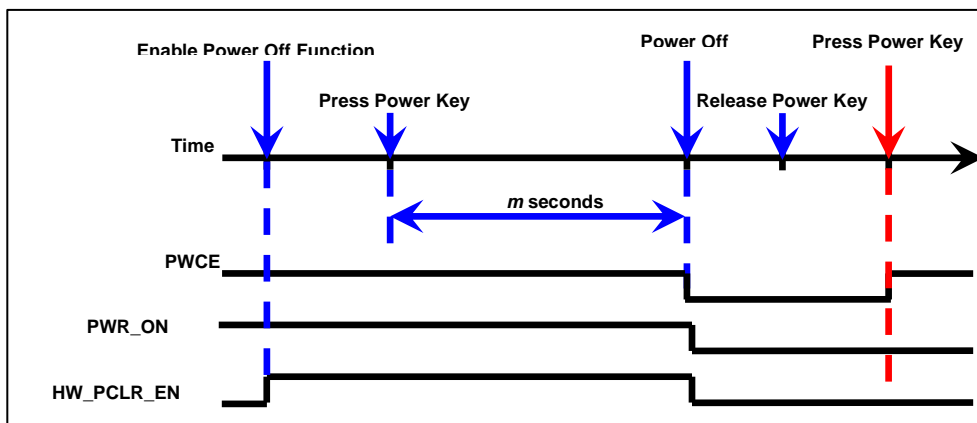 Enable Power Off Function
Power Off
Press Power Key
Press Power Key
Release Power Key
Time
m seconds
PWCE
PWR_ON
HW_PCLR_EN